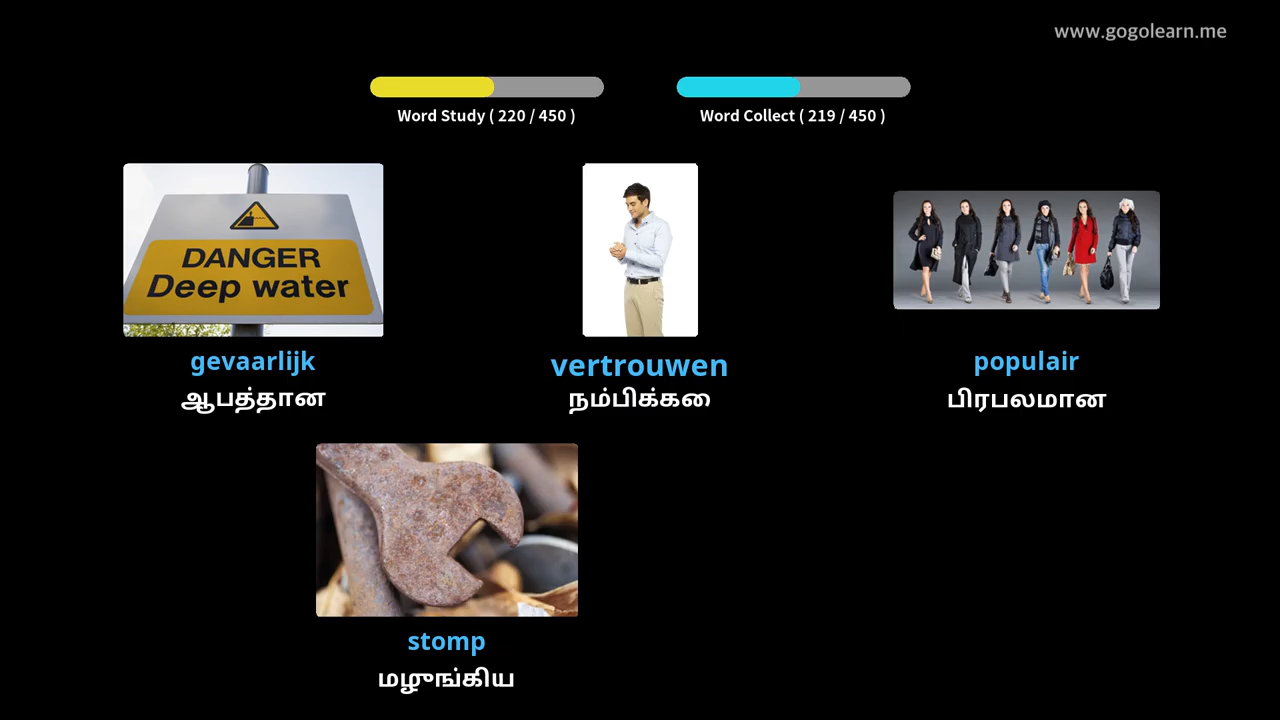 www.gogolearn.me
Word Study ( 220 / 450 )
Word Collect ( 219 / 450 )
DANGER
Deep water
gevaarlijk
ஆபத்தான
vertrouwen
நம்பிக்கை
populair
பிரபலமான
stomp
மழுங்கிய